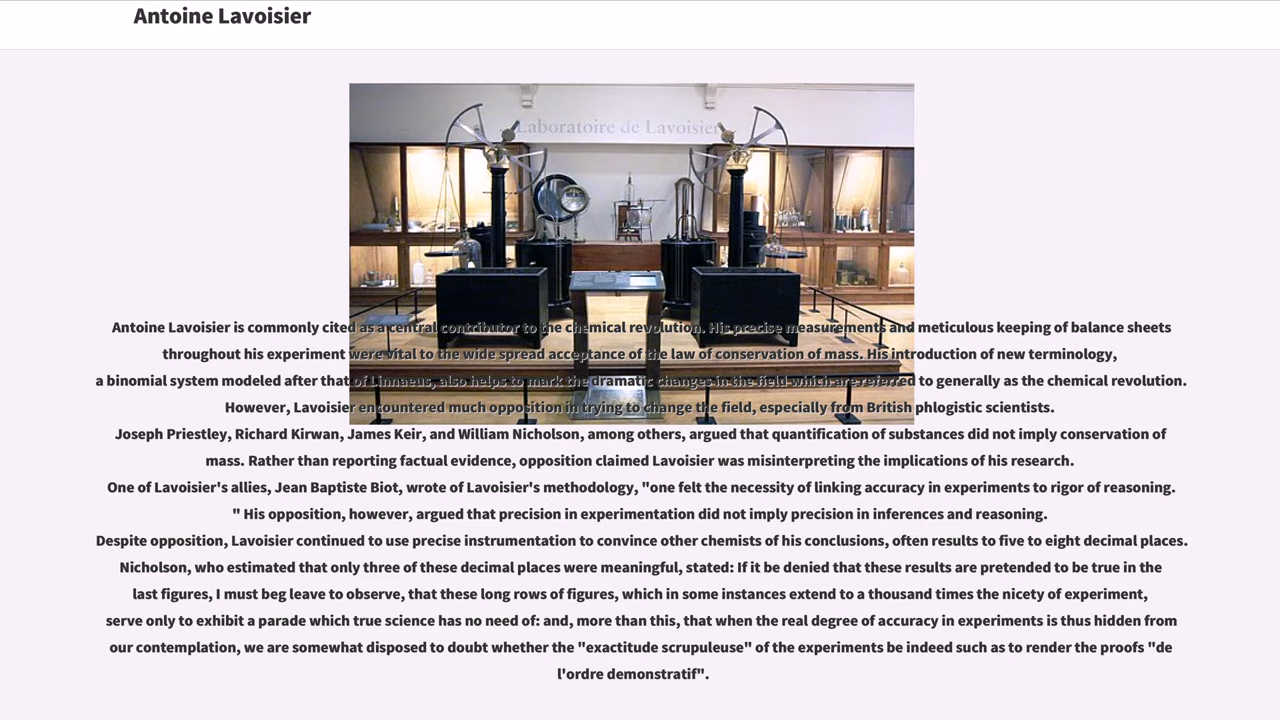 Antoine Lavoisier
Laboratoire de Lavoisier
Antoine Lavoisier is commonly cited as a central contributor to the chemical revolution. His precise measurements and meticulous keeping of balance sheets
throughout his experiment were vital to the wide spread acceptance of the law of conservation of mass. His introduction of new terminology,
a binomial system modeled after that of Linnaeus, also helps to mark the dramatic changes in the field which are referred to generally as the chemical revolution.
However, Lavoisier encountered much opposition in trying to change the field, especially from British phlogistic scientists.
Joseph Priestley, Richard Kirwan, James Keir, and William Nicholson, among others, argued that quantification of substances did not imply conservation of
mass. Rather than reporting factual evidence, opposition claimed Lavoisier was misinterpreting the implications of his research.
One of Lavoisier's allies, Jean Baptiste Biot, wrote of Lavoisier's methodology, "one felt the necessity of linking accuracy in experiments to rigor of reasoning.
" His opposition, however, argued that precision in experimentation did not imply precision in inferences and reasoning.
Despite opposition, Lavoisier continued to use precise instrumentation to convince other chemists of his conclusions, often results to five to eight decimal places.
Nicholson, who estimated that only three of these decimal places were meaningful, stated: If it be denied that these results are pretended to be true in the
last figures, I must beg leave to observe, that these long rows of figures, which in some instances extend to a thousand times the nicety of experiment,
serve only to exhibit a parade which true science has no need of: and, more than this, that when the real degree of accuracy in experiments is thus hidden from
our contemplation, we are somewhat disposed to doubt whether the "exactitude scrupuleuse" of the experiments be indeed such as to render the proofs "de
l'ordre demonstratif".